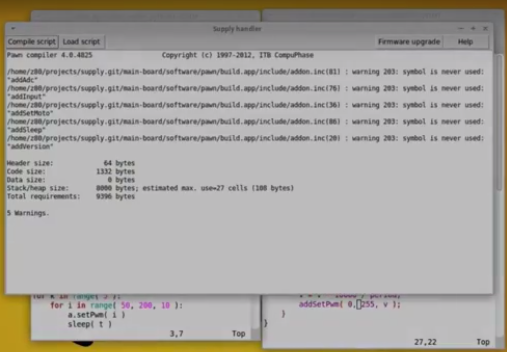 Supply handler
Compile script Load script Firmware upgrade Help
Pawn compiler 4.0.4825 Copyright (c) 1997-2012, ITB CompuPhase
/home/z80/projects/supply.git/main-board/software/pawn/build.app/include/addon.inc(81) : warning 203: symbol is never used:
"addAdc"
/home/z80/projects/supply.git/main-board/software/pawn/build.app/include/addon.inc(76) : warning 203: symbol is never used:
"addInput"
/home/z80/projects/supply.git/main-board/software/pawn/build.app/include/addon.inc(36) : warning 203: symbol is never used:
"addSetMoto"
/home/z80/projects/supply.git/main-board/software/pawn/build.app/include/addon.inc(86) : warning 203: symbol is never used:
"addSleep"
/home/z80/projects/supply.git/main-board/software/pawn/build.app/include/addon.inc(20) : warning 203: symbol is never used:
"addVersion"
Header size: 64 bytes
Code size: 1332 bytes
Data size: 0 bytes
Stack/heap size: 8000 bytes; estimated max. use=27 cells (108 bytes)
Total requirements: 9396 bytes
5 Warnings.
for i in range( 50, 200, 10 ):
a.setPwm( i )
sleep( t )
3,7 Top
addSetPwm( 0, 255, v );
}
}
27,22 Top